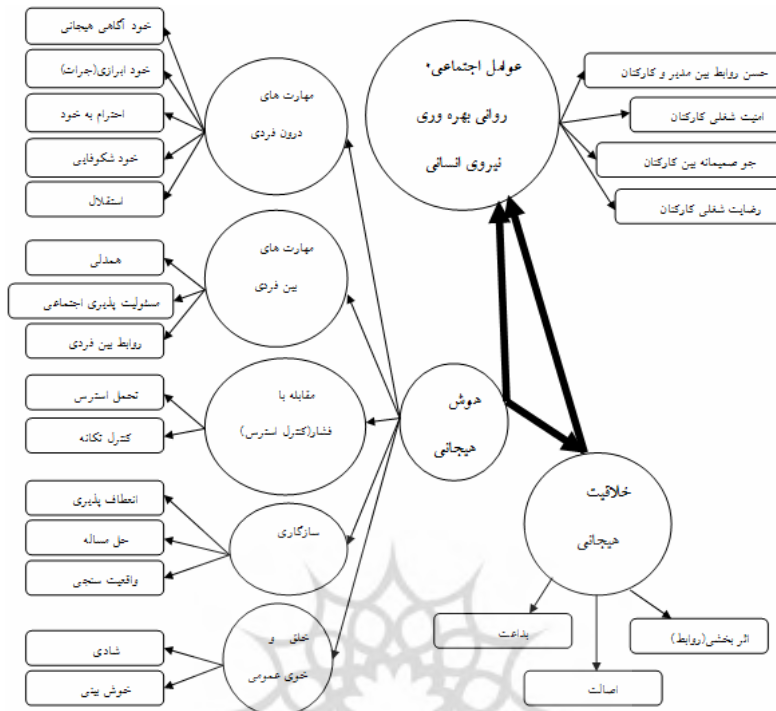 عوامل اجتماعی-
روانی بهره وری
نیروی انسانی
حسن روابط بین مدیر و کارکنان
امنیت شغلی کارکنان
جو صمیمانه بین کارکنان
رضایت شغلی کارکنان
مهارت های
درون فردی
خود آگاهی هیجانی
خود ابرازی(جرات)
احترام به خود
خود شکوفایی
استقلال
مهارت های
بین فردی
همدلی
مسئولیت پذیری اجتماعی
روابط بین فردی
هوش
هیجانی
مقابله با
فشار(کنترل استرس)
تحمل استرس
کنترل تکانه
خلاقیت
هیجانی
سازگاری
انعطاف پذیری
حل مساله
واقعیت سنجی
اثر بخشی(روابط)
اصالت
بداعت
خلق و
خوی عمومی
شادی
خوش بینی